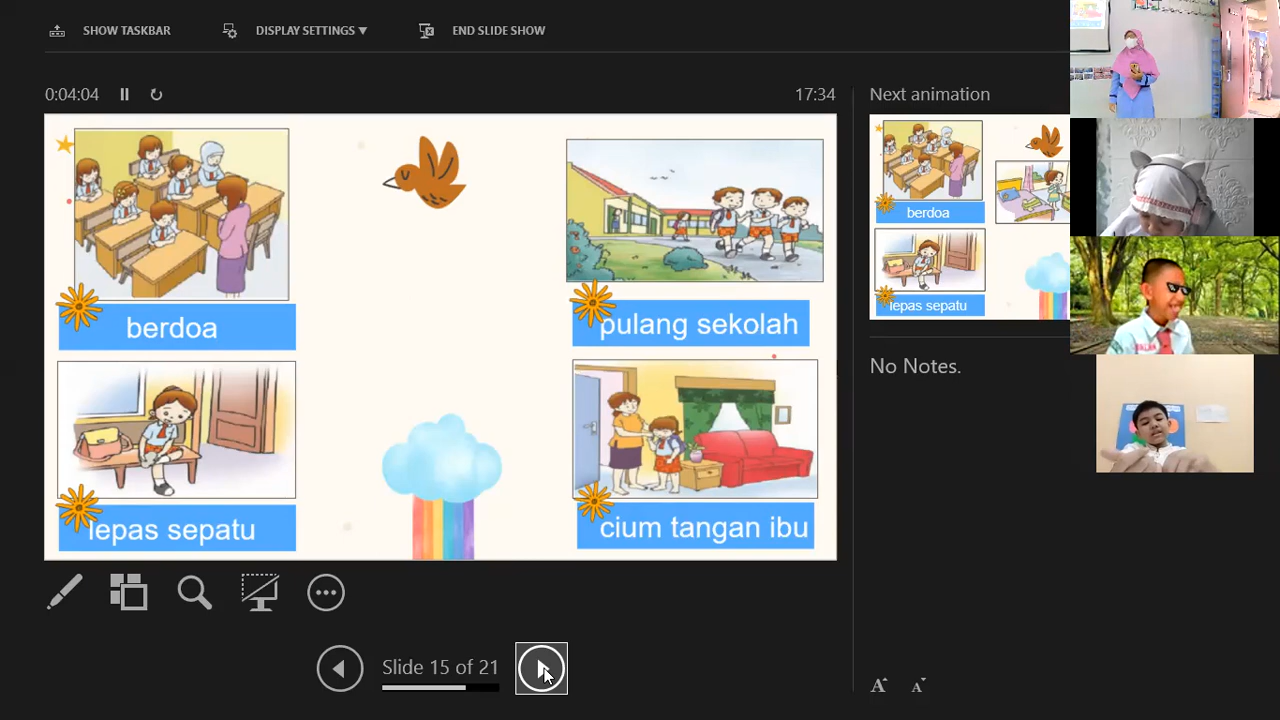 SHOW TASKBAR
DISPLAY SETTINGS ▼
END SLIDE SHOW
0:04:04
17:34
Next animation
berdoa
pulang sekolah
lepas sepatu
cium tangan ibu
berdoa
lepas sepatu
No Notes.
Slide 15 of 21
A A